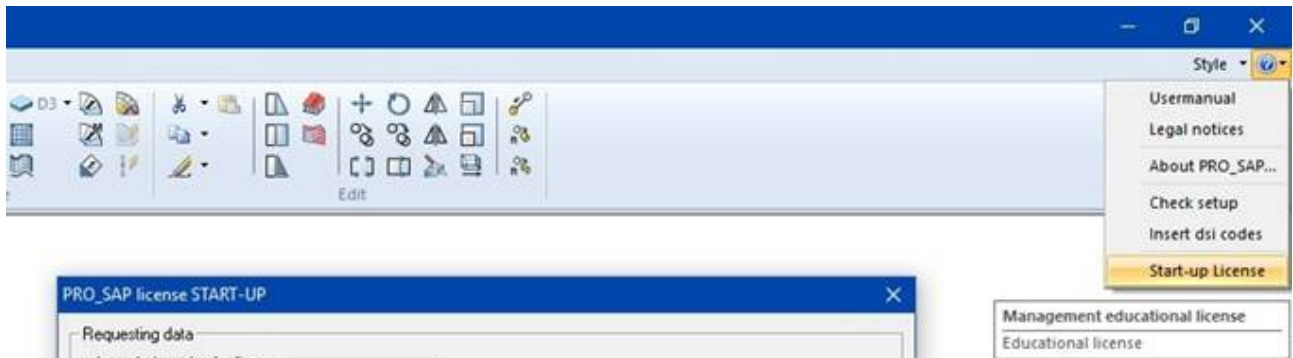 Style
D3
Edit
Usermanual
Legal notices
About PRO_SAP...
Check setup
Insert dsi codes
Start-up License
PRO_SAP license START-UP
Requesting data
Management educational license
Educational license